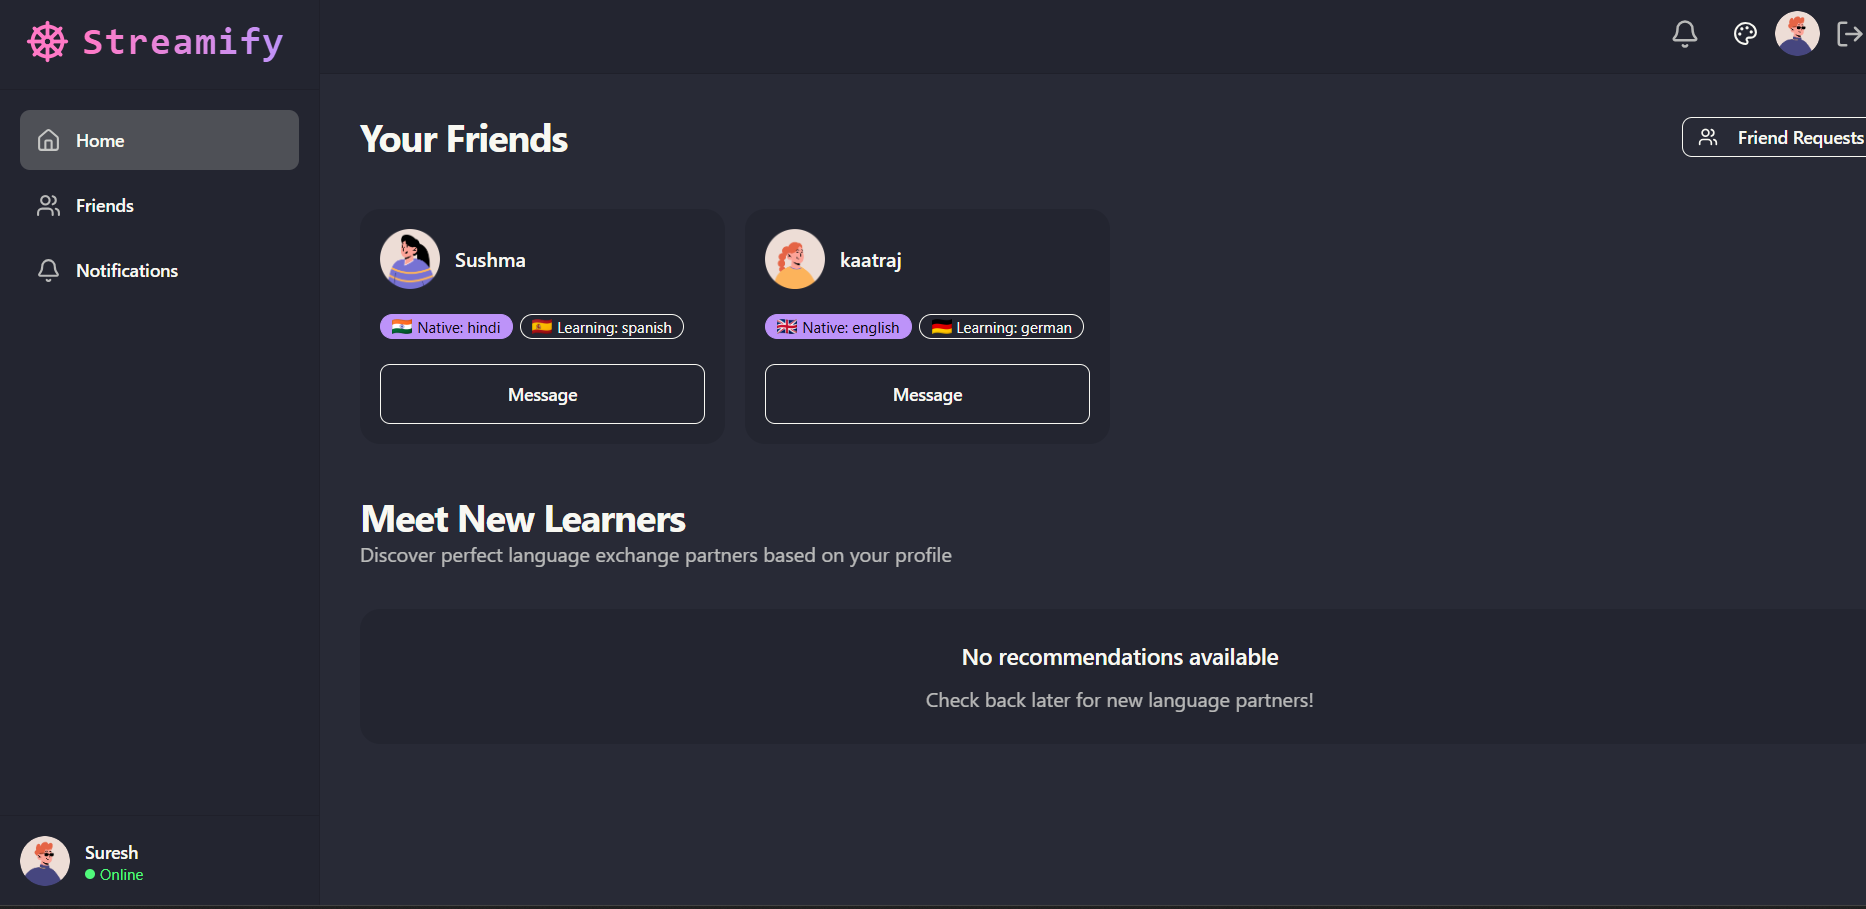 Streamify
Home
Friends
Notifications
Your Friends
Friend Requests
Sushma
Native: hindi
Learning: spanish
Message
kaatraj
Native: english
Learning: german
Message
Meet New Learners
Discover perfect language exchange partners based on your profile
No recommendations available
Check back later for new language partners!
Suresh
Online